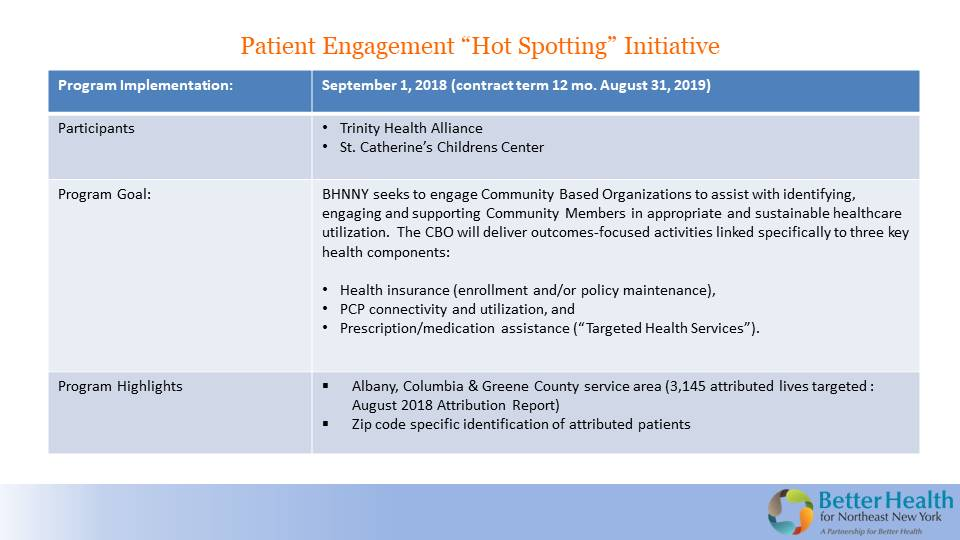 Patient Engagement “Hot Spotting” Initiative
Program Implementation:
September 1, 2018 (contract term 12 mo. August 31, 2019)
Participants
• Trinity Health Alliance
• St. Catherine’s Childrens Center
Program Goal:
BHNNY seeks to engage Community Based Organizations to assist with identifying,
engaging and supporting Community Members in appropriate and sustainable healthcare
utilization. The CBO will deliver outcomes-focused activities linked specifically to three key
health components:
• Health insurance (enrollment and/or policy maintenance),
• PCP connectivity and utilization, and
• Prescription/medication assistance (“Targeted Health Services”).
Program Highlights
▪ Albany, Columbia & Greene County service area (3,145 attributed lives targeted :
August 2018 Attribution Report)
▪ Zip code specific identification of attributed patients
Better Health
for Northeast New York
A Partnership for Better Health